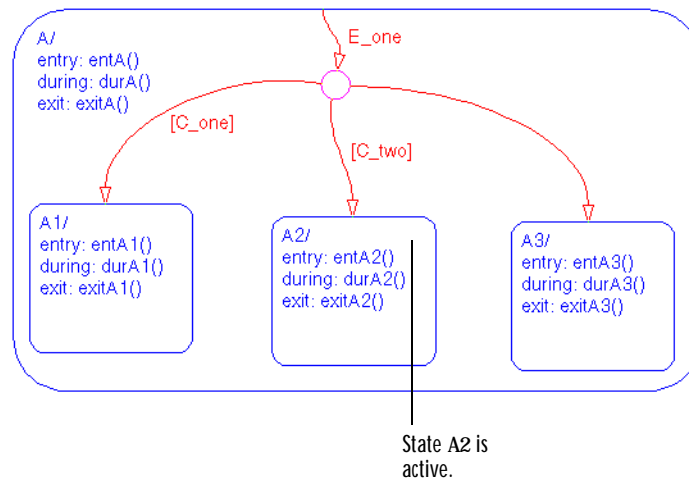 E_one
A/
entry: entA()
during: durA()
exit: exitA()
[C_one]
[C_two]
A1/
entry: entA1()
during: durA1()
exit: exitA1()
A2/
entry: entA2()
during: durA2()
exit: exitA2()
A3/
entry: entA3()
during: durA3()
exit: exitA3()
State A2 is
active.